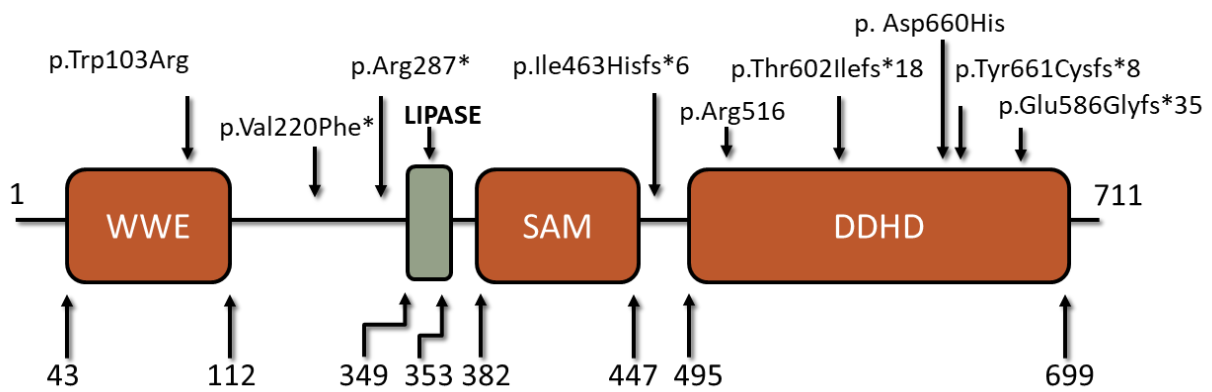 p. Asp660His
p.Trp103Arg
p.Arg287*
p.Ile463Hisfs*6
p.Thr602Ilefs*18
p.Tyr661Cysfs*8
p.Val220Phe*
LIPASE
p.Arg516
p.Glu586Glyfs*35
1
711
WWE
SAM
DDHD
43
112
349
353
382
447
495
699